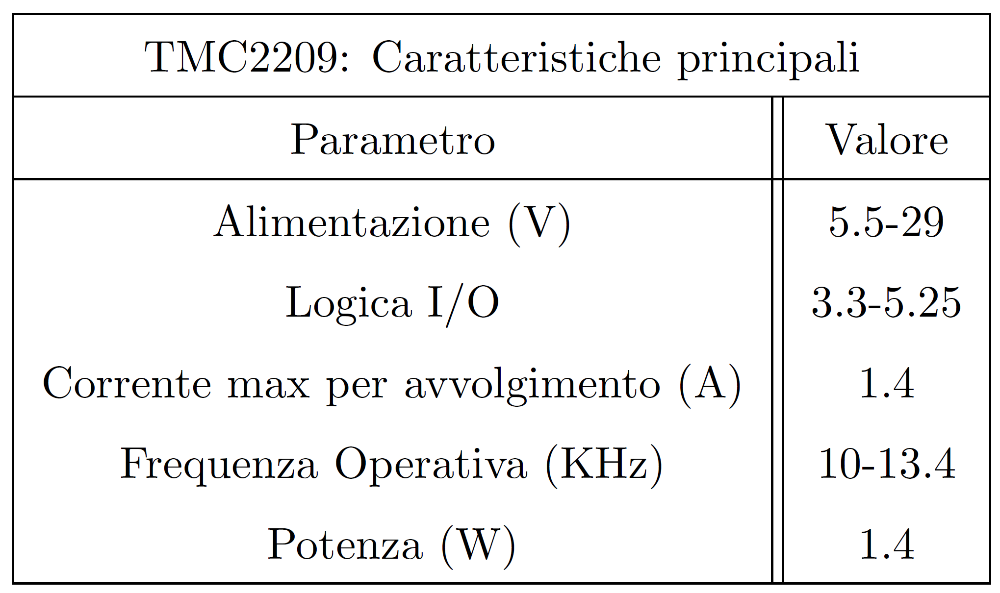 TMC2209: Caratteristiche principali
Parametro Valore
Alimentazione (V) 5.5-29
Logica I/O 3.3-5.25
Corrente max per avvolgimento (A) 1.4
Frequenza Operativa (KHz) 10-13.4
Potenza (W) 1.4